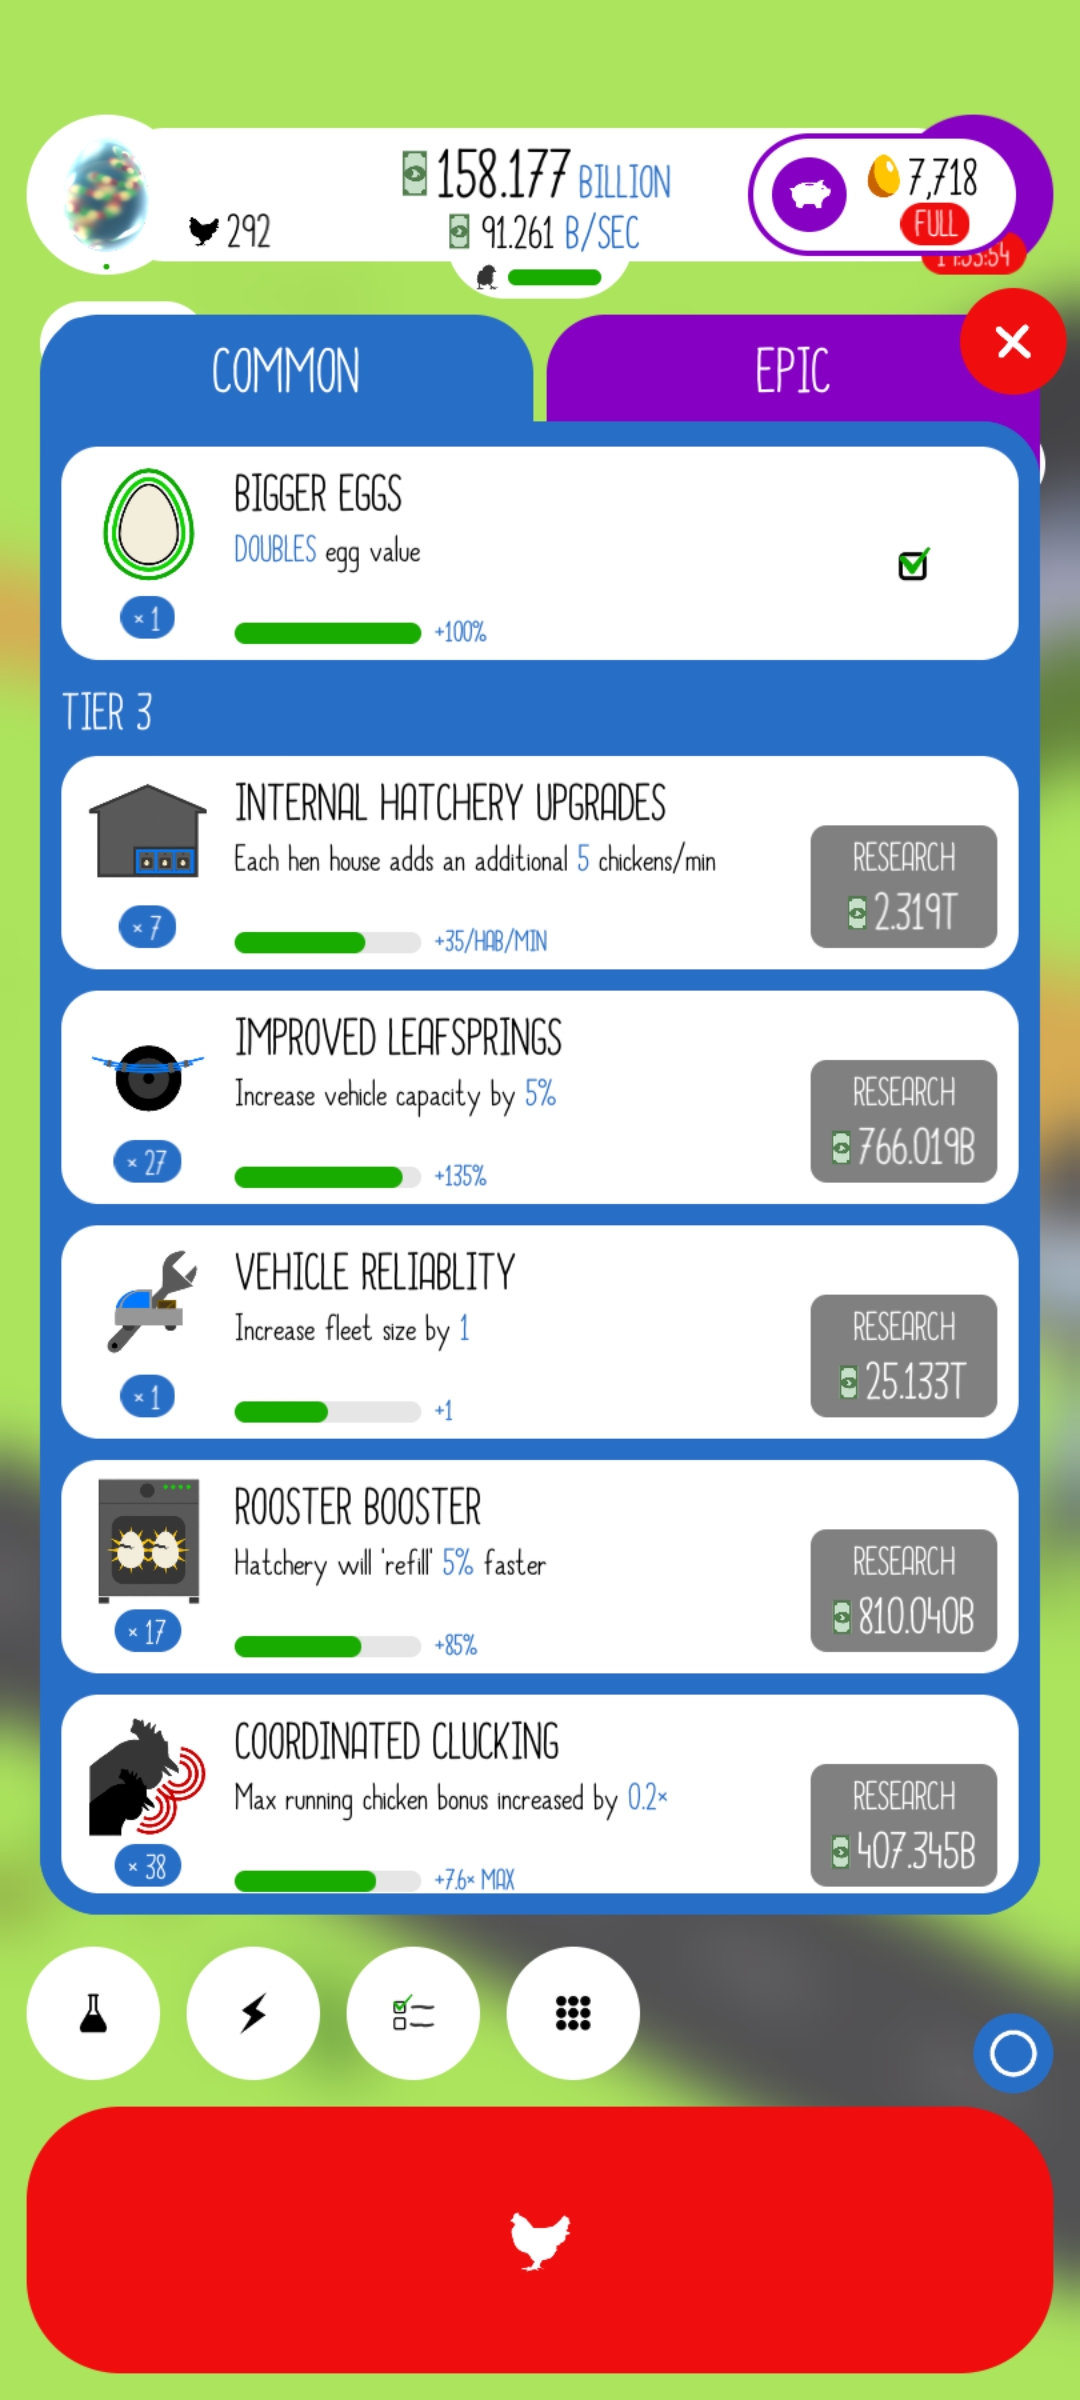 158.177 BILLION
7,718
292
91.261 B/SEC
FULL
COMMON
EPIC
BIGGER EGGS
DOUBLES egg value
× 1
+100%
TIER 3
INTERNAL HATCHERY UPGRADES
Each hen house adds an additional 5 chickens/min
RESEARCH
2.319T
× 7
+35/HAB/MIN
IMPROVED LEAFSPRINGS
Increase vehicle capacity by 5%
RESEARCH
766.019B
× 27
+135%
VEHICLE RELIABLITY
Increase fleet size by 1
RESEARCH
25.133T
× 1
+1
ROOSTER BOOSTER
Hatchery will 'refill' 5% faster
RESEARCH
810.040B
× 17
+85%
COORDINATED CLUCKING
Max running chicken bonus increased by 0.2×
RESEARCH
407.345B
× 38
+7.6× MAX